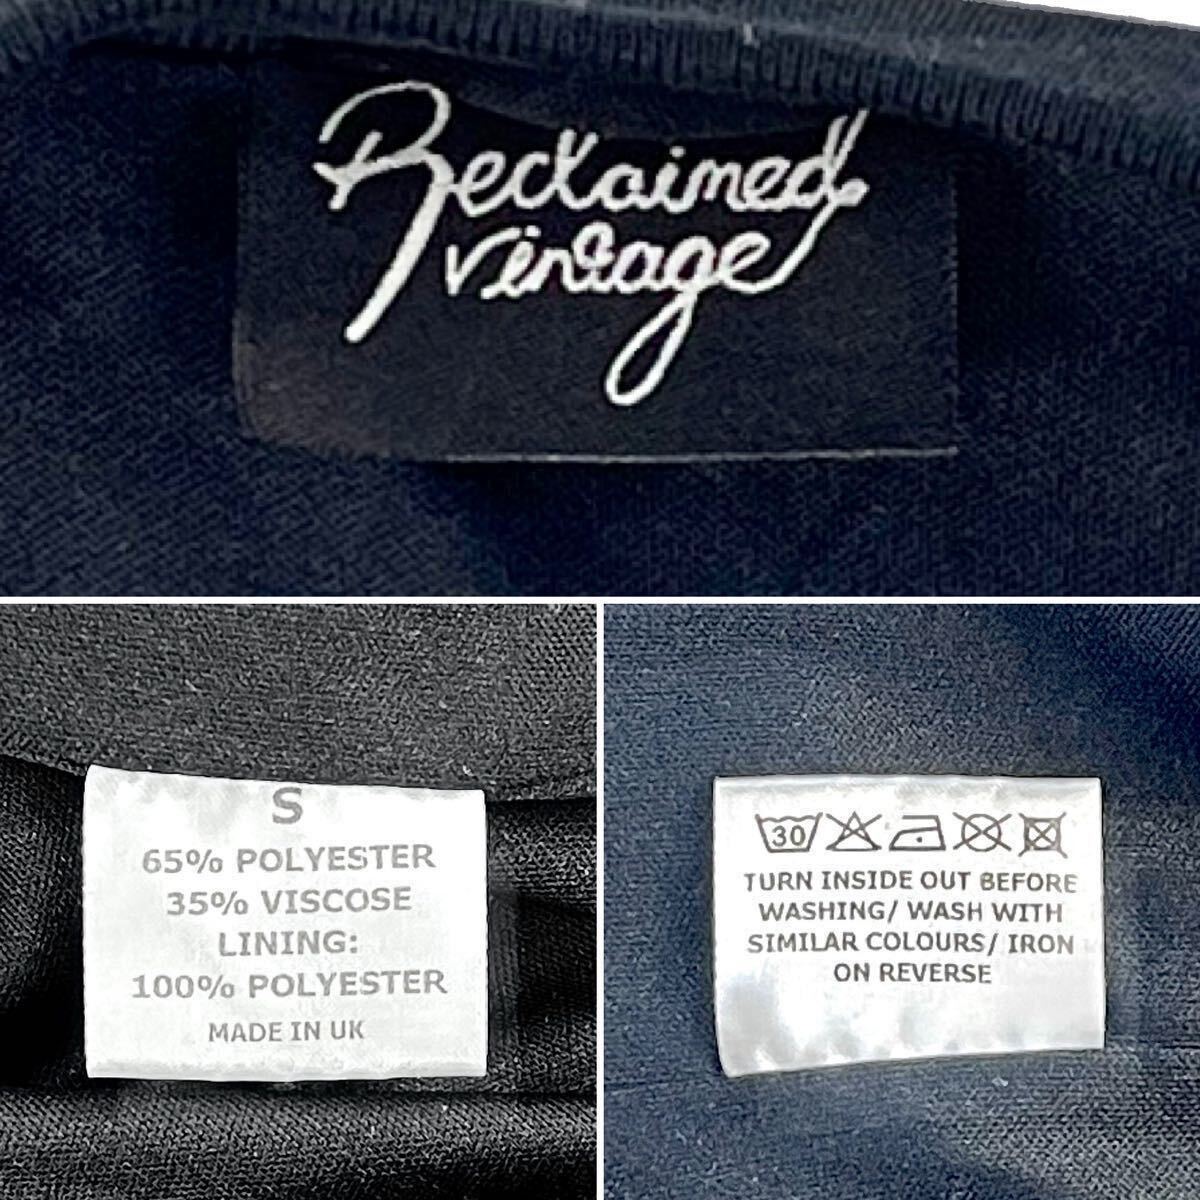 Reclaimed
vintage
S
65% POLYESTER
35% VISCOSE
LINING:
100% POLYESTER
MADE IN UK
30
TURN INSIDE OUT BEFORE
WASHING/ WASH WITH
SIMILAR COLOURS/ IRON
ON REVERSE